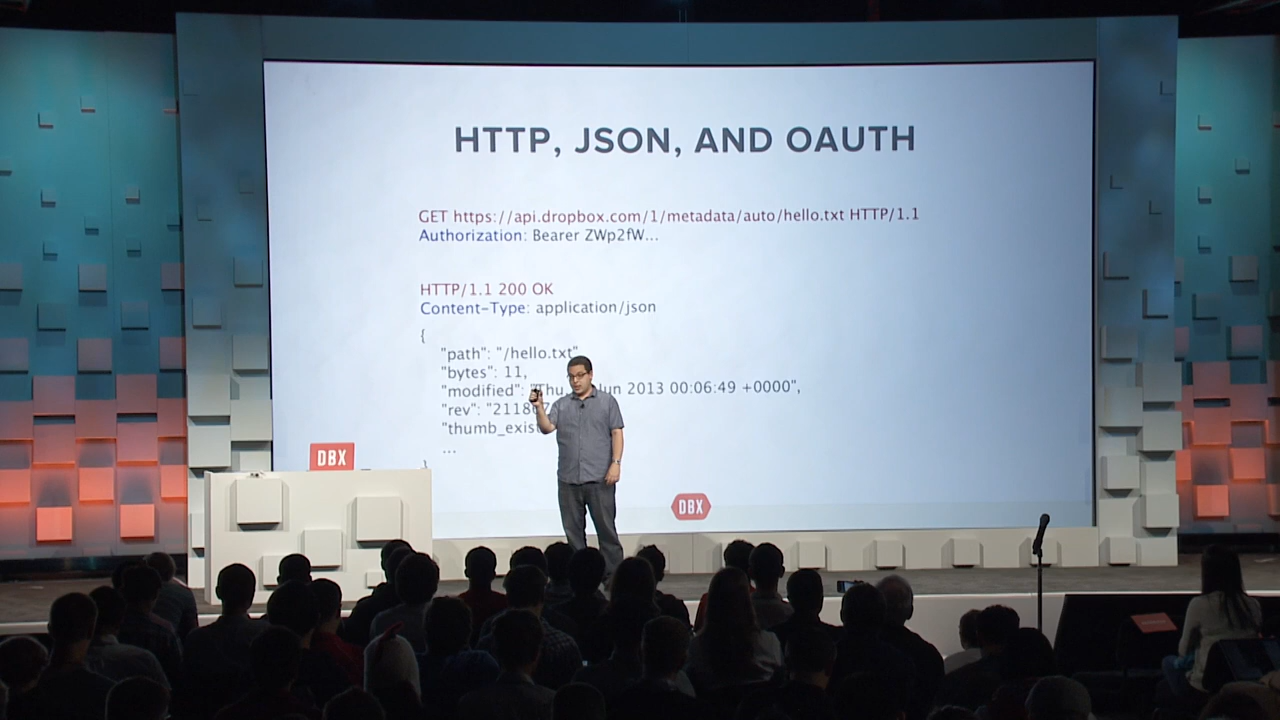 HTTP, JSON, AND OAUTH
GET https://api.dropbox.com/1/metadata/auto/hello.txt HTTP/1.1
Authorization: Bearer ZWp2fW...
HTTP/1.1 200 OK
Content-Type: application/json
{
"path": "/hello.txt"
"bytes": 11,
"modified": "Thu, Jun 2013 00:06:49 +0000",
"rev":
...
}
DBX
DBX